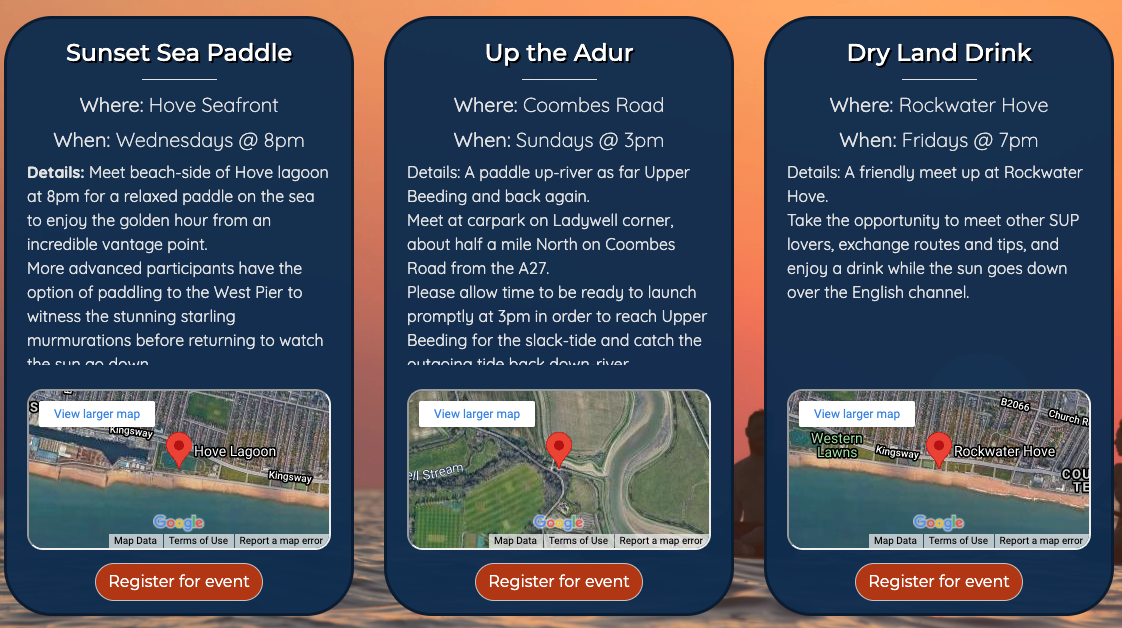 Sunset Sea Paddle
Where: Hove Seafront
When: Wednesdays @ 8pm
Details: Meet beach-side of Hove lagoon
at 8pm for a relaxed paddle on the sea
to enjoy the golden hour from an
incredible vantage point.
More advanced participants have the
option of paddling to the West Pier to
witness the stunning starling
murmurations before returning to watch
the sun go down
S
View larger map
Kingsway
Hove Lagoon
Kingsway
Google
Map Data
Terms of Use
Report a map error
Register for event
Up the Adur
Where: Coombes Road
When: Sundays @ 3pm
Details: A paddle up-river as far Upper
Beeding and back again.
Meet at carpark on Ladywell corner,
about half a mile North on Coombes
Road from the A27.
Please allow time to be ready to launch
promptly at 3pm in order to reach Upper
Beeding for the slack-tide and catch the
outgoing tide back down-river
View larger map
ell Stream
Google
Map Data
Terms of Use
Report a map error
Register for event
Dry Land Drink
Where: Rockwater Hove
When: Fridays @ 7pm
Details: A friendly meet up at Rockwater
Hove.
Take the opportunity to meet other SUP
lovers, exchange routes and tips, and
enjoy a drink while the sun goes down
over the English channel.
View larger map
B2066
Church R
Western
Lawns
Kingsway
Rockwater Hove
COU
TE
Google
Map Data
Terms of Use
Report a map error
Register for event